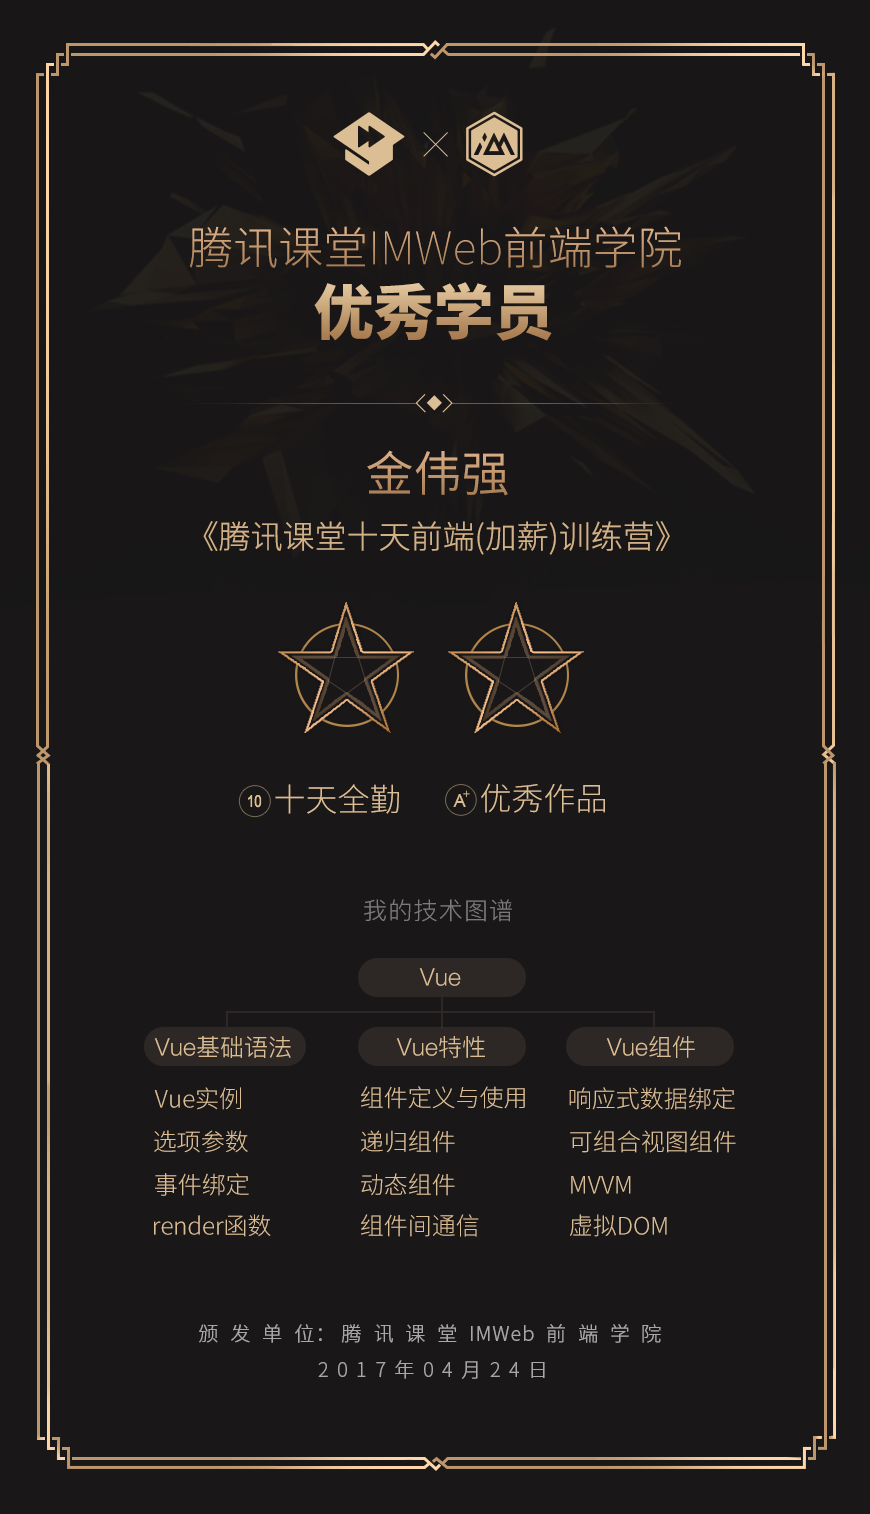 腾讯课堂IMWeb前端学院
优秀学员
金伟强
《腾讯课堂十天前端(加薪)训练营》
10 十天全勤 A+ 优秀作品
我的技术图谱
Vue
Vue基础语法 Vue特性 Vue组件
Vue实例 组件定义与使用 响应式数据绑定
选项参数 递归组件 可组合视图组件
事件绑定 动态组件 MVVM
render函数 组件间通信 虚拟DOM
颁发单位：腾讯课堂IMWeb前端学院
2017年04月24日